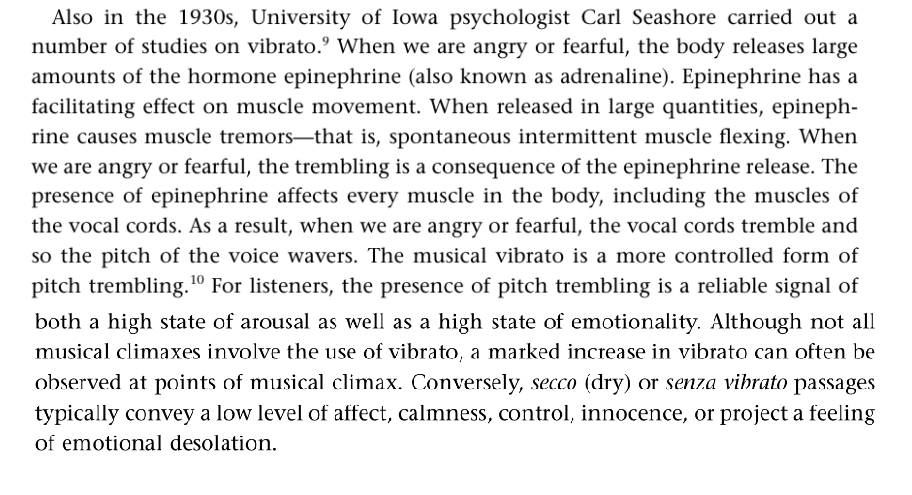 Also in the 1930s, University of Iowa psychologist Carl Seashore carried out a
number of studies on vibrato.⁹ When we are angry or fearful, the body releases large
amounts of the hormone epinephrine (also known as adrenaline). Epinephrine has a
facilitating effect on muscle movement. When released in large quantities, epineph-
rine causes muscle tremors—that is, spontaneous intermittent muscle flexing. When
we are angry or fearful, the trembling is a consequence of the epinephrine release. The
presence of epinephrine affects every muscle in the body, including the muscles of
the vocal cords. As a result, when we are angry or fearful, the vocal cords tremble and
so the pitch of the voice wavers. The musical vibrato is a more controlled form of
pitch trembling.¹⁰ For listeners, the presence of pitch trembling is a reliable signal of
both a high state of arousal as well as a high state of emotionality. Although not all
musical climaxes involve the use of vibrato, a marked increase in vibrato can often be
observed at points of musical climax. Conversely, secco (dry) or senza vibrato passages
typically convey a low level of affect, calmness, control, innocence, or project a feeling
of emotional desolation.